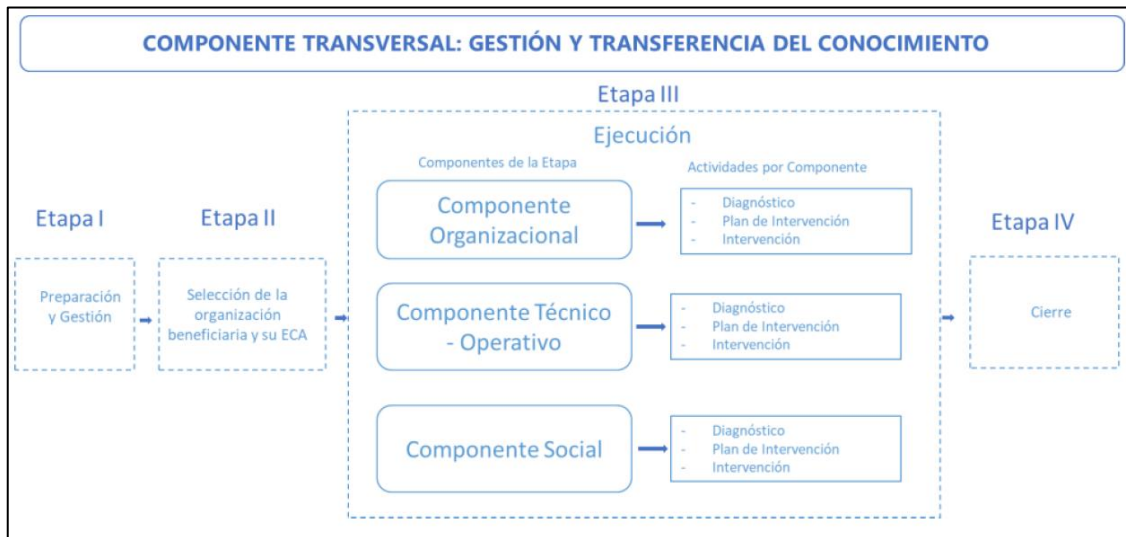 COMPONENTE TRANSVERSAL: GESTIÓN Y TRANSFERENCIA DEL CONOCIMIENTO
Etapa I
Preparación
y Gestión
Etapa II
Selección de la
organización
beneficiaria y su ECA
Etapa III
Ejecución
Componentes de la Etapa
Actividades por Componente
Componente
Organizacional
- Diagnóstico
- Plan de Intervención
- Intervención
Componente Técnico
- Operativo
- Diagnóstico
- Plan de Intervención
- Intervención
Componente Social
- Diagnóstico
- Plan de Intervención
- Intervención
Etapa IV
Cierre